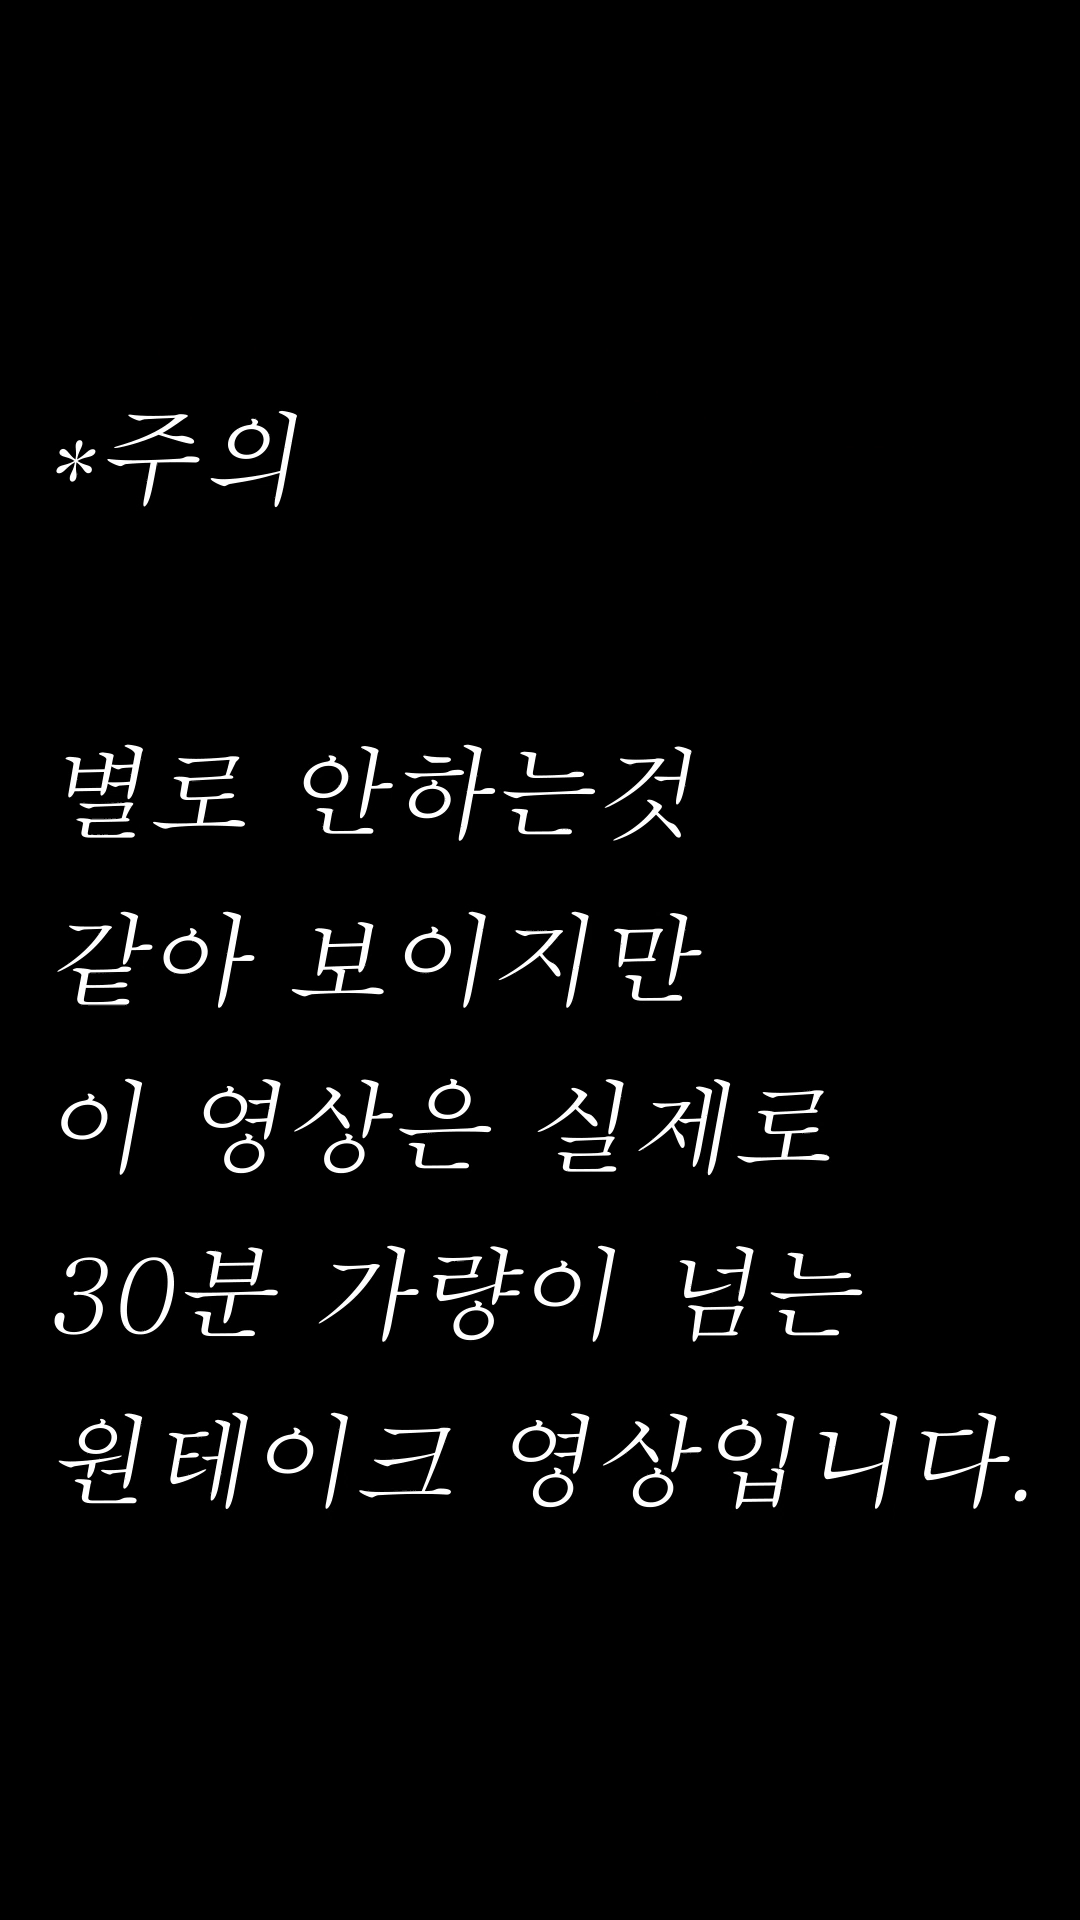 *주의
별로 안하는것
같아 보이지만
이 영상은 실제로
30분 가량이 넘는
원테이크 영상입니다.